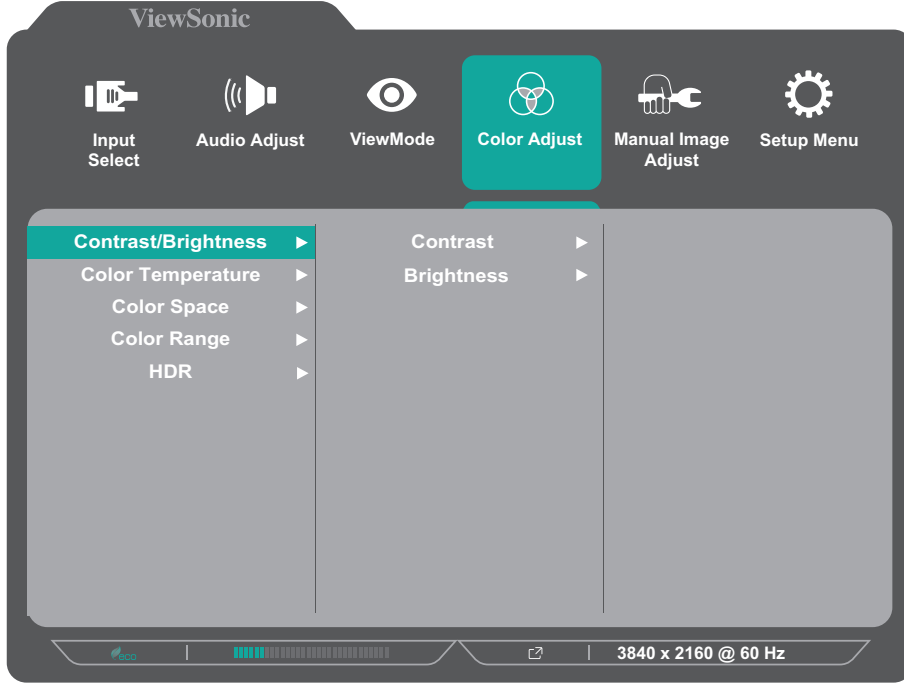 ViewSonic
Input
Select
Audio Adjust
ViewMode
Color Adjust
Manual Image
Adjust
Setup Menu
Contrast/Brightness
Color Temperature
Color Space
Color Range
HDR
Contrast
Brightness
eco
3840 x 2160 @ 60 Hz